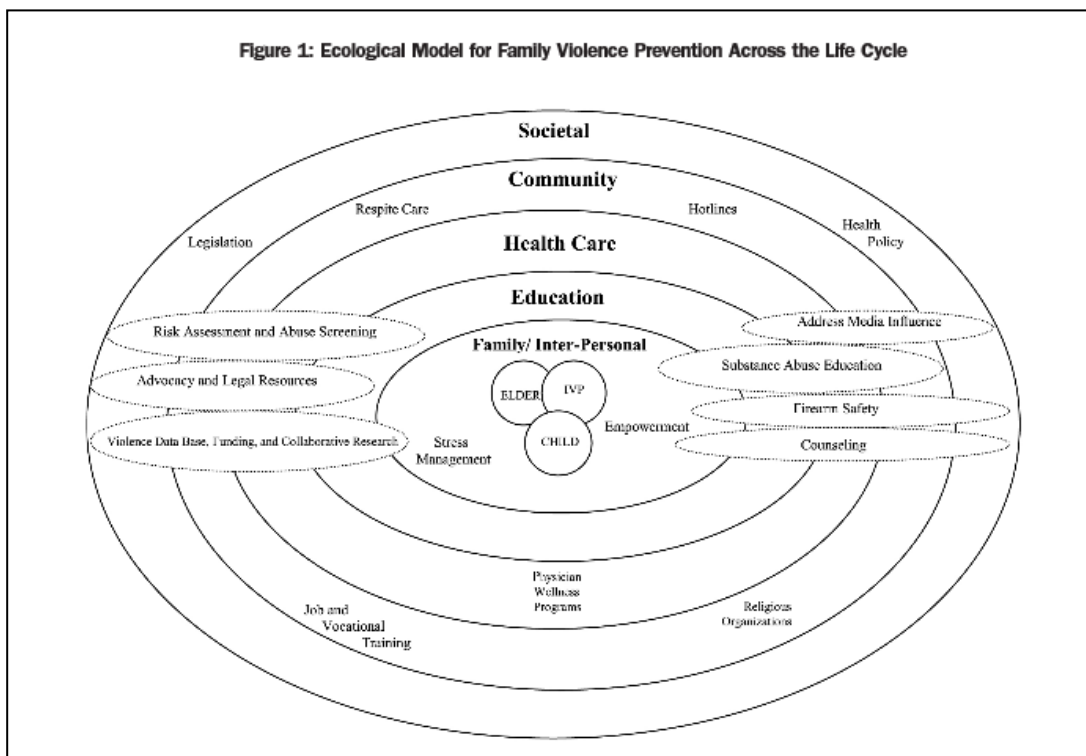 Figure 1: Ecological Model for Family Violence Prevention Across the Life Cycle
Societal
Community
Respite Care
Hotlines
Legislation
Health
Policy
Health Care
Education
Risk Assessment and Abuse Screening
Address Media Influence
Family/ Inter-Personal
Advocacy and Legal Resources
Substance Abuse Education
ELDER
IVP
Firearm Safety
Violence Data Base, Funding, and Collaborative Research
Stress
Management
CHILD
Empowerment
Counseling
Physician
Wellness
Programs
Job and
Vocational
Training
Religious
Organizations